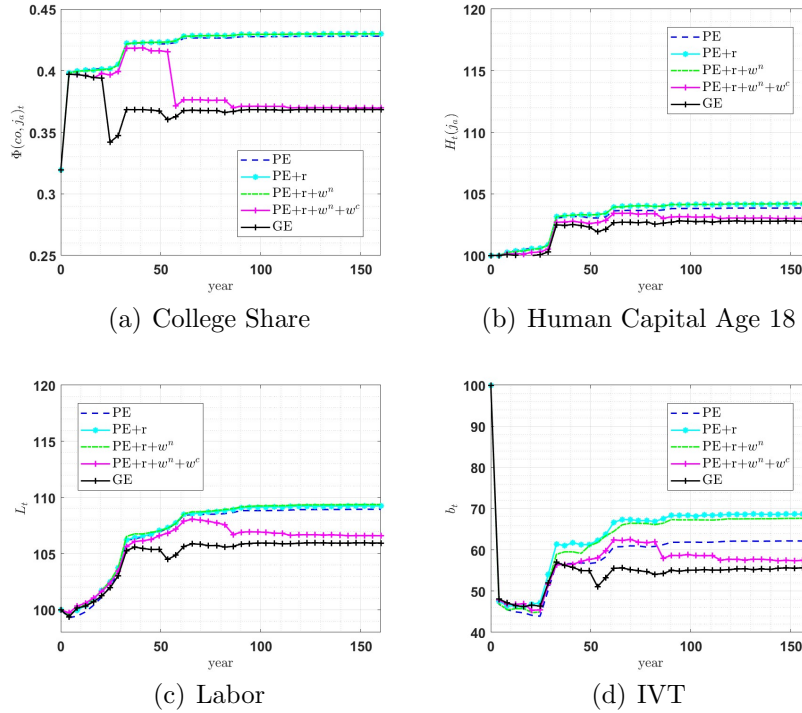 0.45
0.4
0.35
0.3
0.25
Φ(co, j_a)_t
PE
PE+r
PE+r+w^n
PE+r+w^n+w^c
GE
0 50 100 150
year
(a) College Share
120
115
110
105
100
H_t(j_a)
PE
PE+r
PE+r+w^n
PE+r+w^n+w^c
GE
0 50 100 150
year
(b) Human Capital Age 18
120
115
110
105
100
L_t
PE
PE+r
PE+r+w^n
PE+r+w^n+w^c
GE
0 50 100 150
year
(c) Labor
100
90
80
70
60
50
40
b_t
PE
PE+r
PE+r+w^n
PE+r+w^n+w^c
GE
0 50 100 150
year
(d) IVT